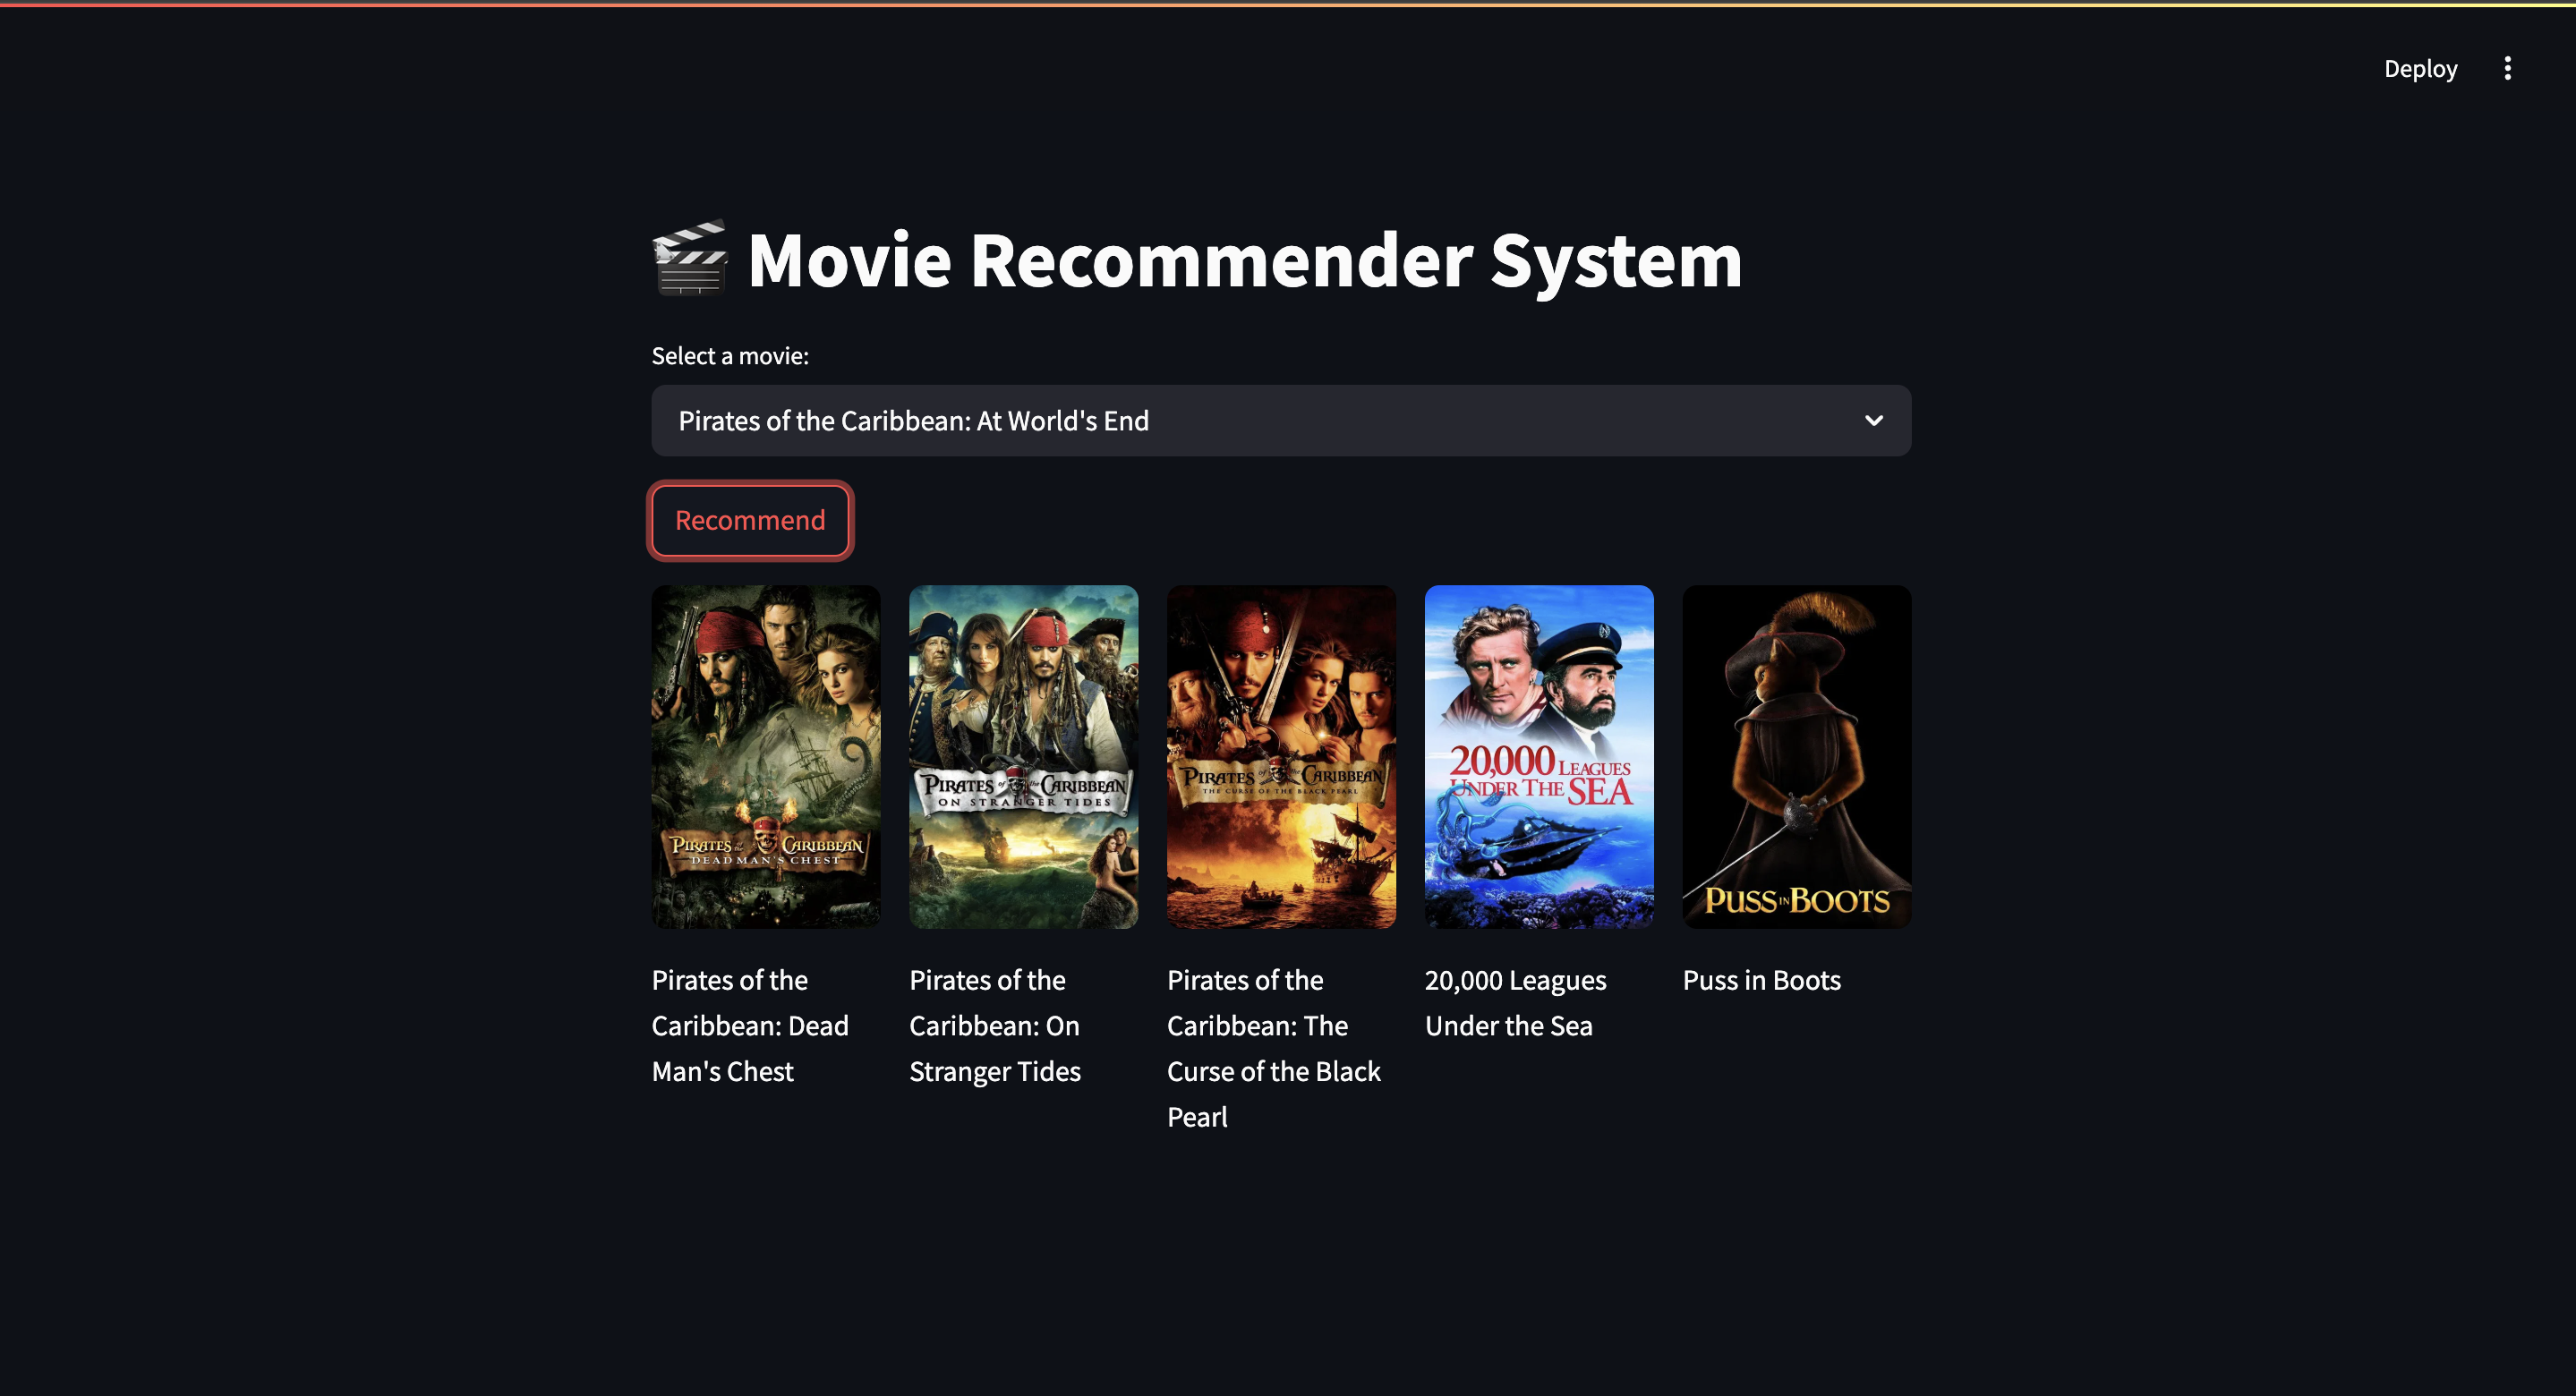 Deploy
Movie Recommender System
Select a movie:
Pirates of the Caribbean: At World's End
Recommend
PIRATES of the CARIBBEAN
DEAD MAN'S CHEST
PIRATES of the CARIBBEAN
ON STRANGER TIDES
PIRATES of the CARIBBEAN
THE CURSE OF THE BLACK PEARL
20,000 LEAGUES
UNDER THE SEA
PUSS IN BOOTS
Pirates of the
Caribbean: Dead
Man's Chest
Pirates of the
Caribbean: On
Stranger Tides
Pirates of the
Caribbean: The
Curse of the Black
Pearl
20,000 Leagues
Under the Sea
Puss in Boots